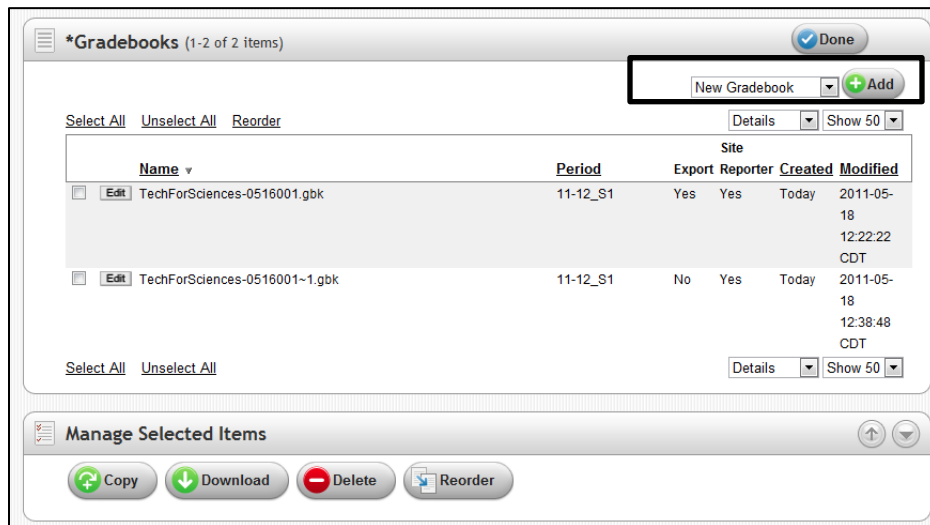 *Gradebooks (1-2 of 2 items) Done
New Gradebook Add
Select All Unselect All Reorder Details Show 50
Site
Name Period Export Reporter Created Modified
Edit TechForSciences-0516001.gbk 11-12_S1 Yes Yes Today 2011-05-
18
12:22:22
CDT
Edit TechForSciences-0516001~1.gbk 11-12_S1 No Yes Today 2011-05-
18
12:38:48
CDT
Select All Unselect All Details Show 50
Manage Selected Items
Copy Download Delete Reorder